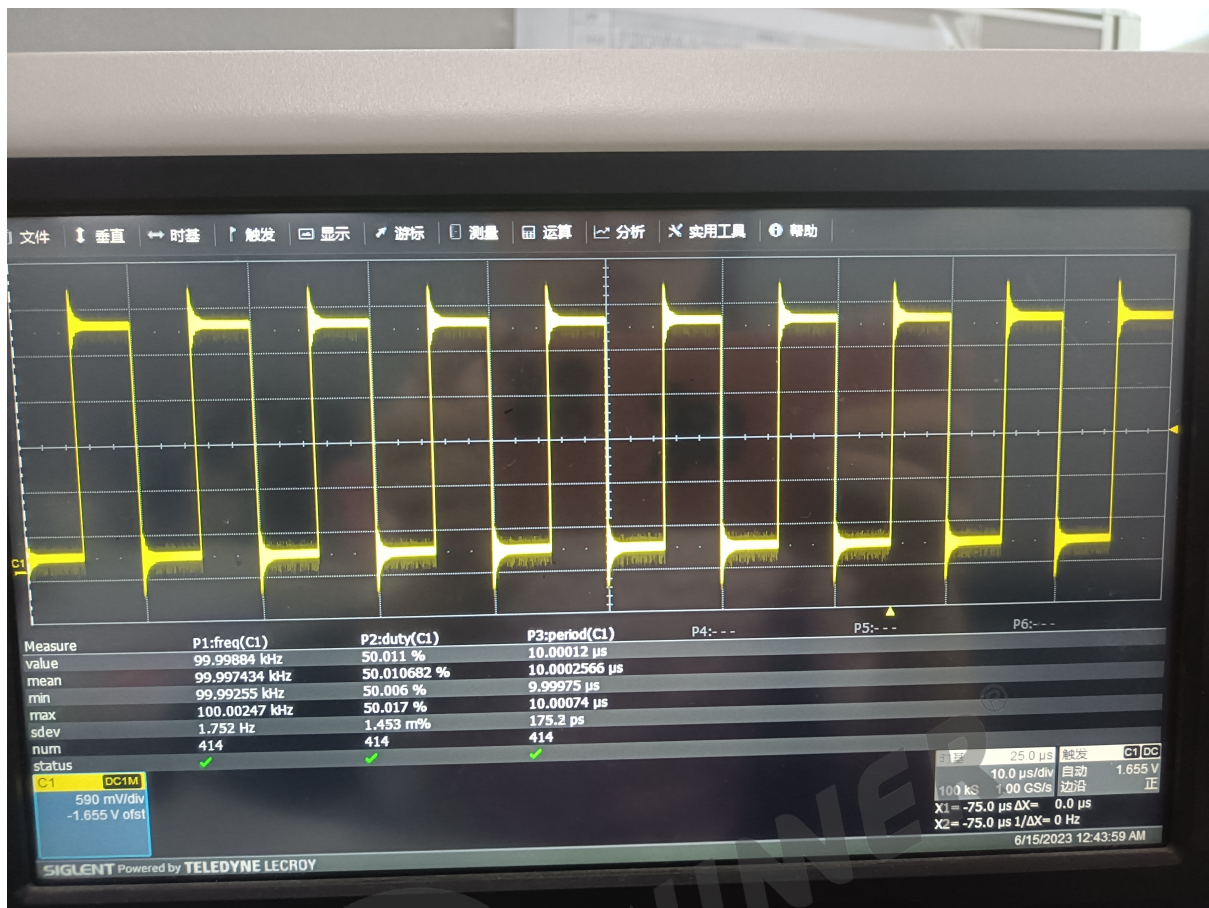 文件 垂直 时基 触发 显示 游标 测量 运算 分析 实用工具 帮助
C1
Measure P1:freq(C1) P2:duty(C1) P3:period(C1) P4:- - - P5:- - - P6:- - -
value 99.99884 kHz 50.011 % 10.00012 µs
mean 99.997434 kHz 50.010682 % 10.0002566 µs
min 99.99255 kHz 50.006 % 9.99975 µs
max 100.00247 kHz 50.017 % 10.00074 µs
sdev 1.752 Hz 1.453 m% 175.2 ps
num 414 414 414
status
C1 DC1M
590 mV/div
-1.655 V ofst
时基 25.0 µs
10.0 µs/div
100 kS 1.00 GS/s
触发 C1 DC
自动 1.655 V
边沿 正
X1= -75.0 µs ΔX= 0.0 µs
X2= -75.0 µs 1/ΔX= 0 Hz
6/15/2023 12:43:59 AM
SIGLENT Powered by TELEDYNE LECROY